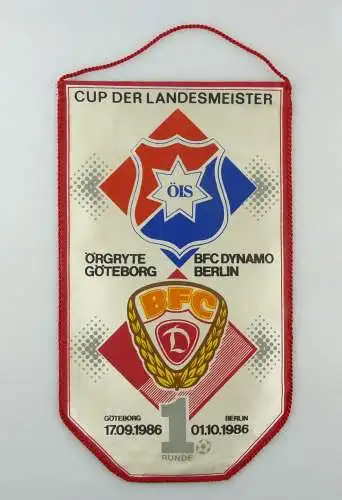 CUP DER LANDESMEISTER
ÖIS
ÖRGRYTE BFC DYNAMO
GÖTEBORG BERLIN
BFC
D
GÖTEBORG BERLIN
17.09.1986 1 01.10.1986
RUNDE